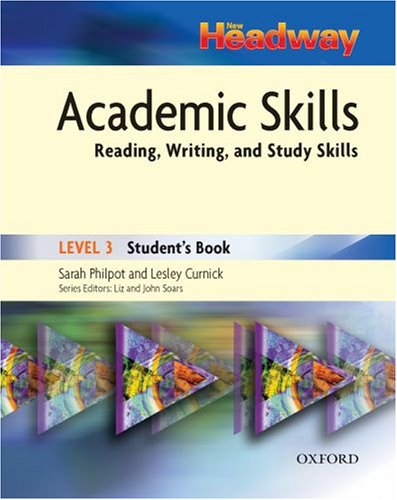 New
Headway
Academic Skills
Reading, Writing, and Study Skills
LEVEL 3 Student's Book
Sarah Philpot and Lesley Curnick
Series Editors: Liz and John Soars
OXFORD